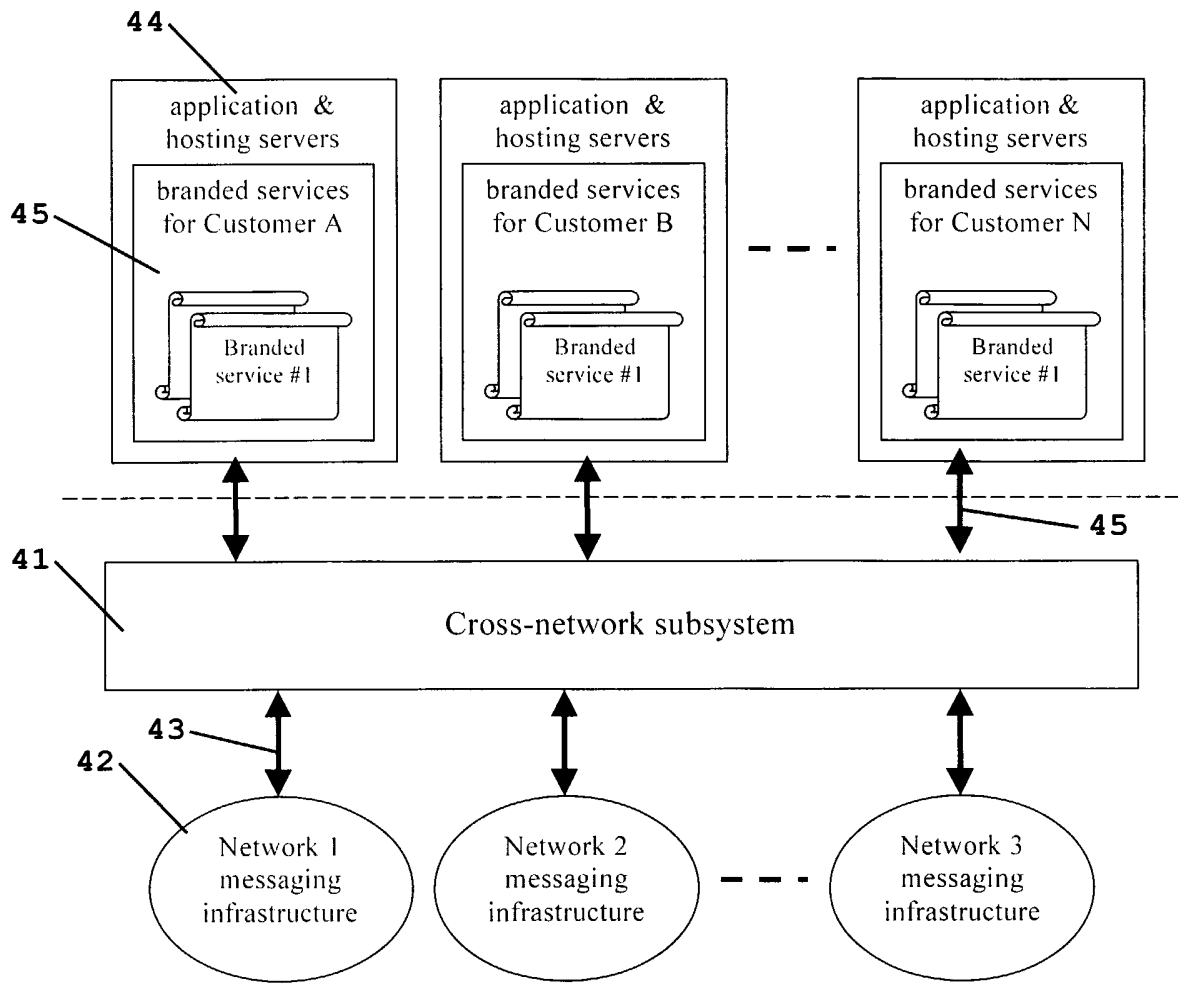 44
application &
hosting servers
branded services
for Customer A
Branded
service #1
application &
hosting servers
branded services
for Customer B
Branded
service #1
application &
hosting servers
branded services
for Customer N
Branded
service #1
45
45
41
Cross-network subsystem
43
42
Network 1
messaging
infrastructure
Network 2
messaging
infrastructure
Network 3
messaging
infrastructure